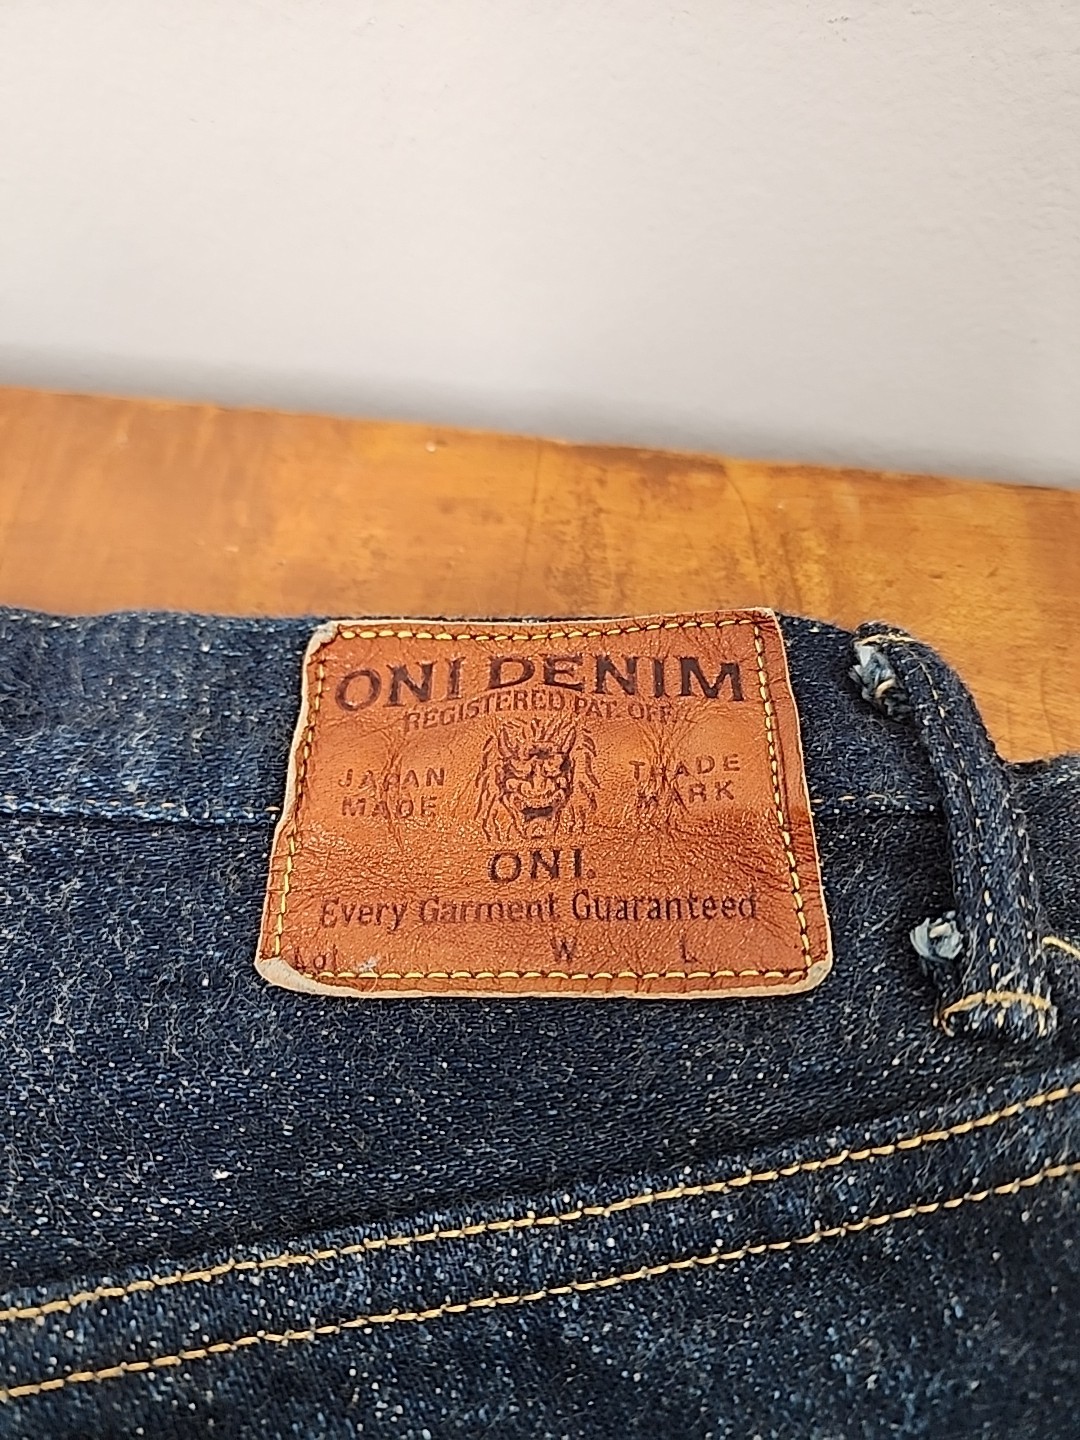 ONI DENIM
REGISTERED PAT. OFF.
JAPAN MADE
TRADE MARK
ONI.
Every Garment Guaranteed
Lot W L